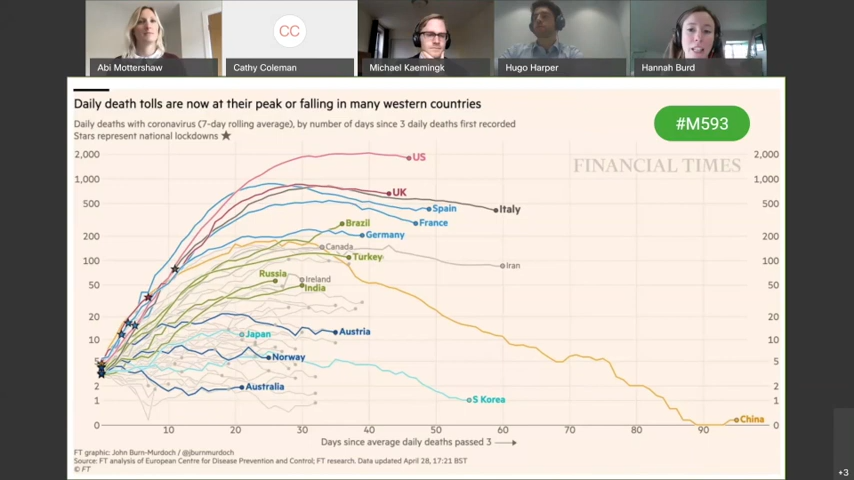 CC
Abi Mottershaw
Cathy Coleman
Michael Kaemingk
Hugo Harper
Hannah Burd
Daily death tolls are now at their peak or falling in many western countries
Daily deaths with coronavirus (7-day rolling average), by number of days since 3 daily deaths first recorded
Stars represent national lockdowns ★
#M593
FINANCIAL TIMES
2,000
1,000
500
200
100
50
20
10
5
2
1
0
US
UK
Spain
Italy
France
Brazil
Germany
Canada
Turkey
Iran
Russia
Ireland
India
Japan
Austria
Norway
Australia
S Korea
China
2,000
1,000
500
200
100
50
20
10
5
2
1
0
10
20
30
40
50
60
70
80
90
Days since average daily deaths passed 3
FT graphic: John Burn-Murdoch / @jburnmurdoch
Source: FT analysis of European Centre for Disease Prevention and Control; FT research. Data updated April 28, 17:21 BST
© FT
+3